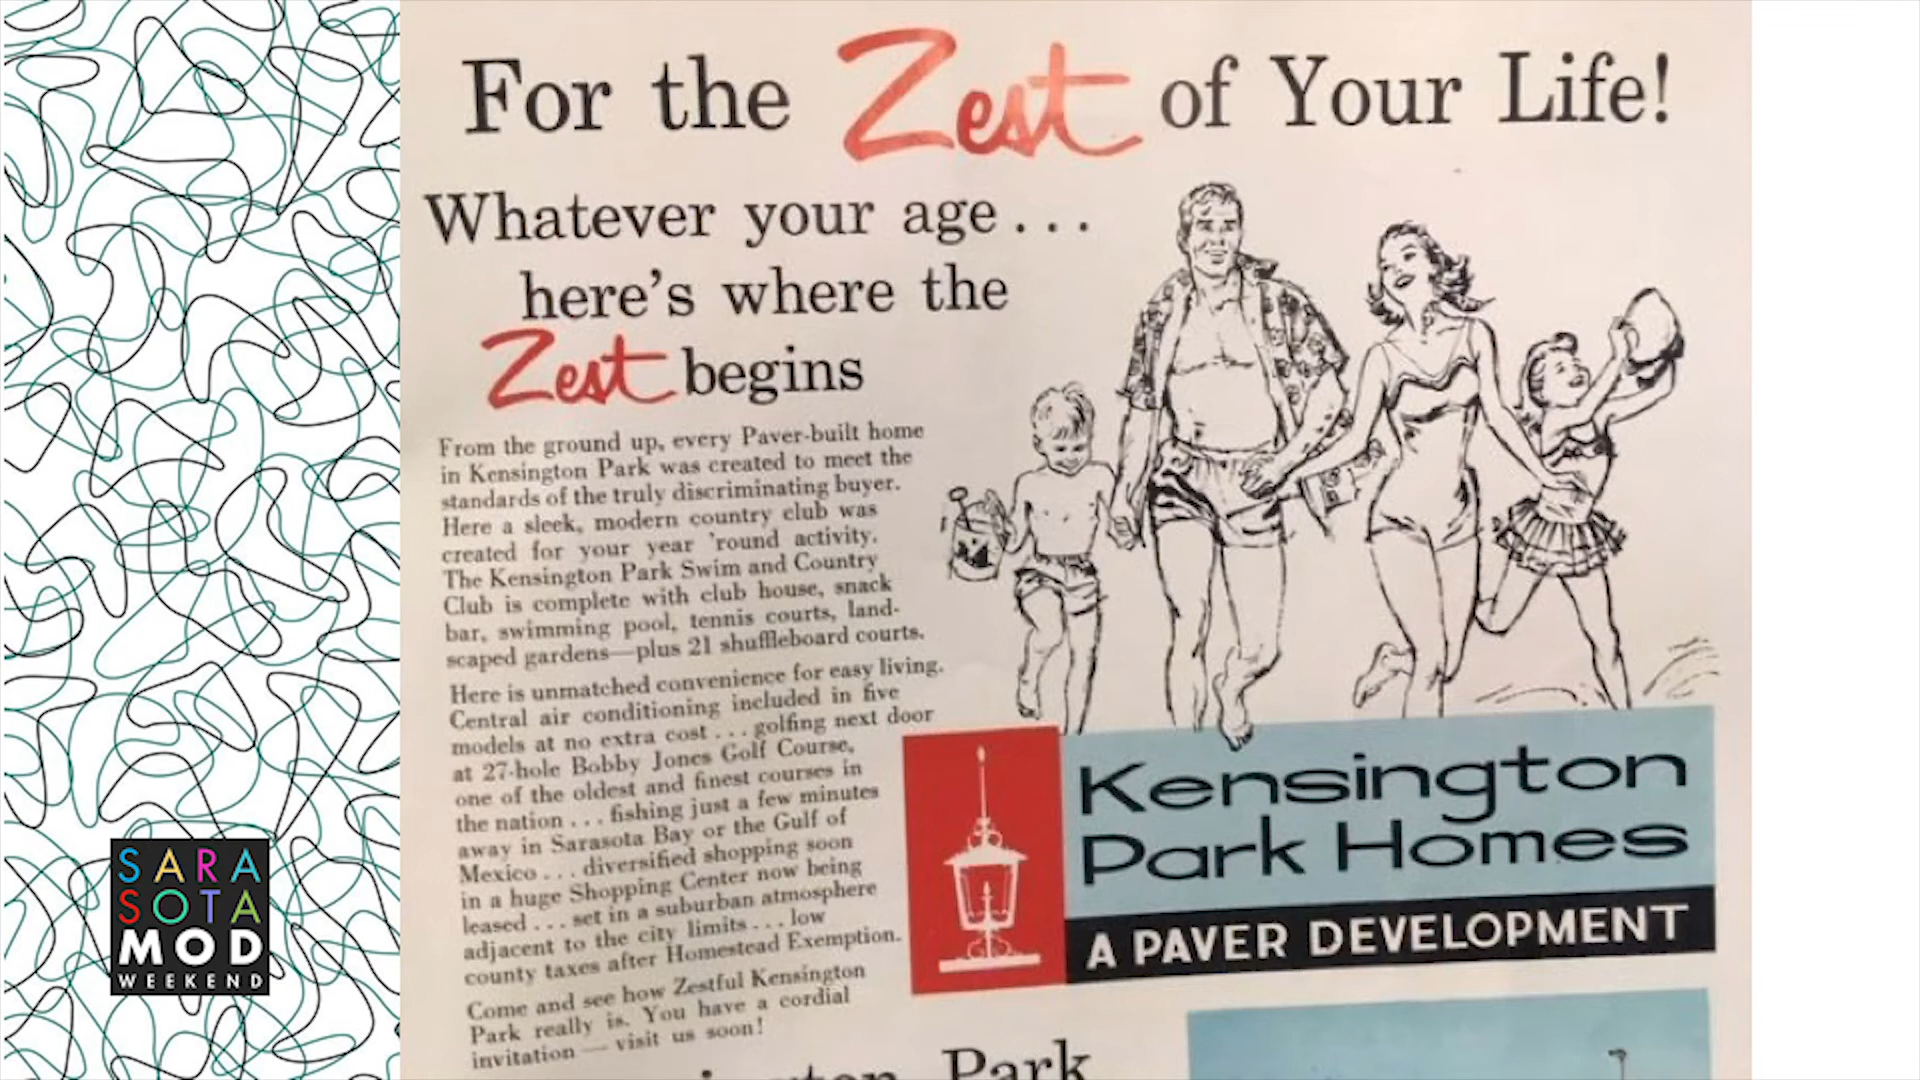 For the Zest of Your Life!
Whatever your age...
here's where the
Zest begins
From the ground up, every Paver-built home
in Kensington Park was created to meet the
standards of the truly discriminating buyer.
Here a sleek, modern country club was
created for your year 'round activity.
The Kensington Park Swim and Country
Club is complete with club house, snack
bar, swimming pool, tennis courts, land-
scaped gardens—plus 21 shuffleboard courts.
Here is unmatched convenience for easy living.
Central air conditioning included in five
models at no extra cost...golfing next door
at 27-hole Bobby Jones Golf Course,
one of the oldest and finest courses in
the nation...fishing just a few minutes
away in Sarasota Bay or the Gulf of
Mexico...diversified shopping soon
in a huge Shopping Center now being
leased...set in a suburban atmosphere
adjacent to the city limits...low
county taxes after Homestead Exemption.
Come and see how Zestful Kensington
Park really is. You have a cordial
invitation — visit us soon!
Kensington
Park Homes
A PAVER DEVELOPMENT
Park
SARA
SOTA
MOD
WEEKEND